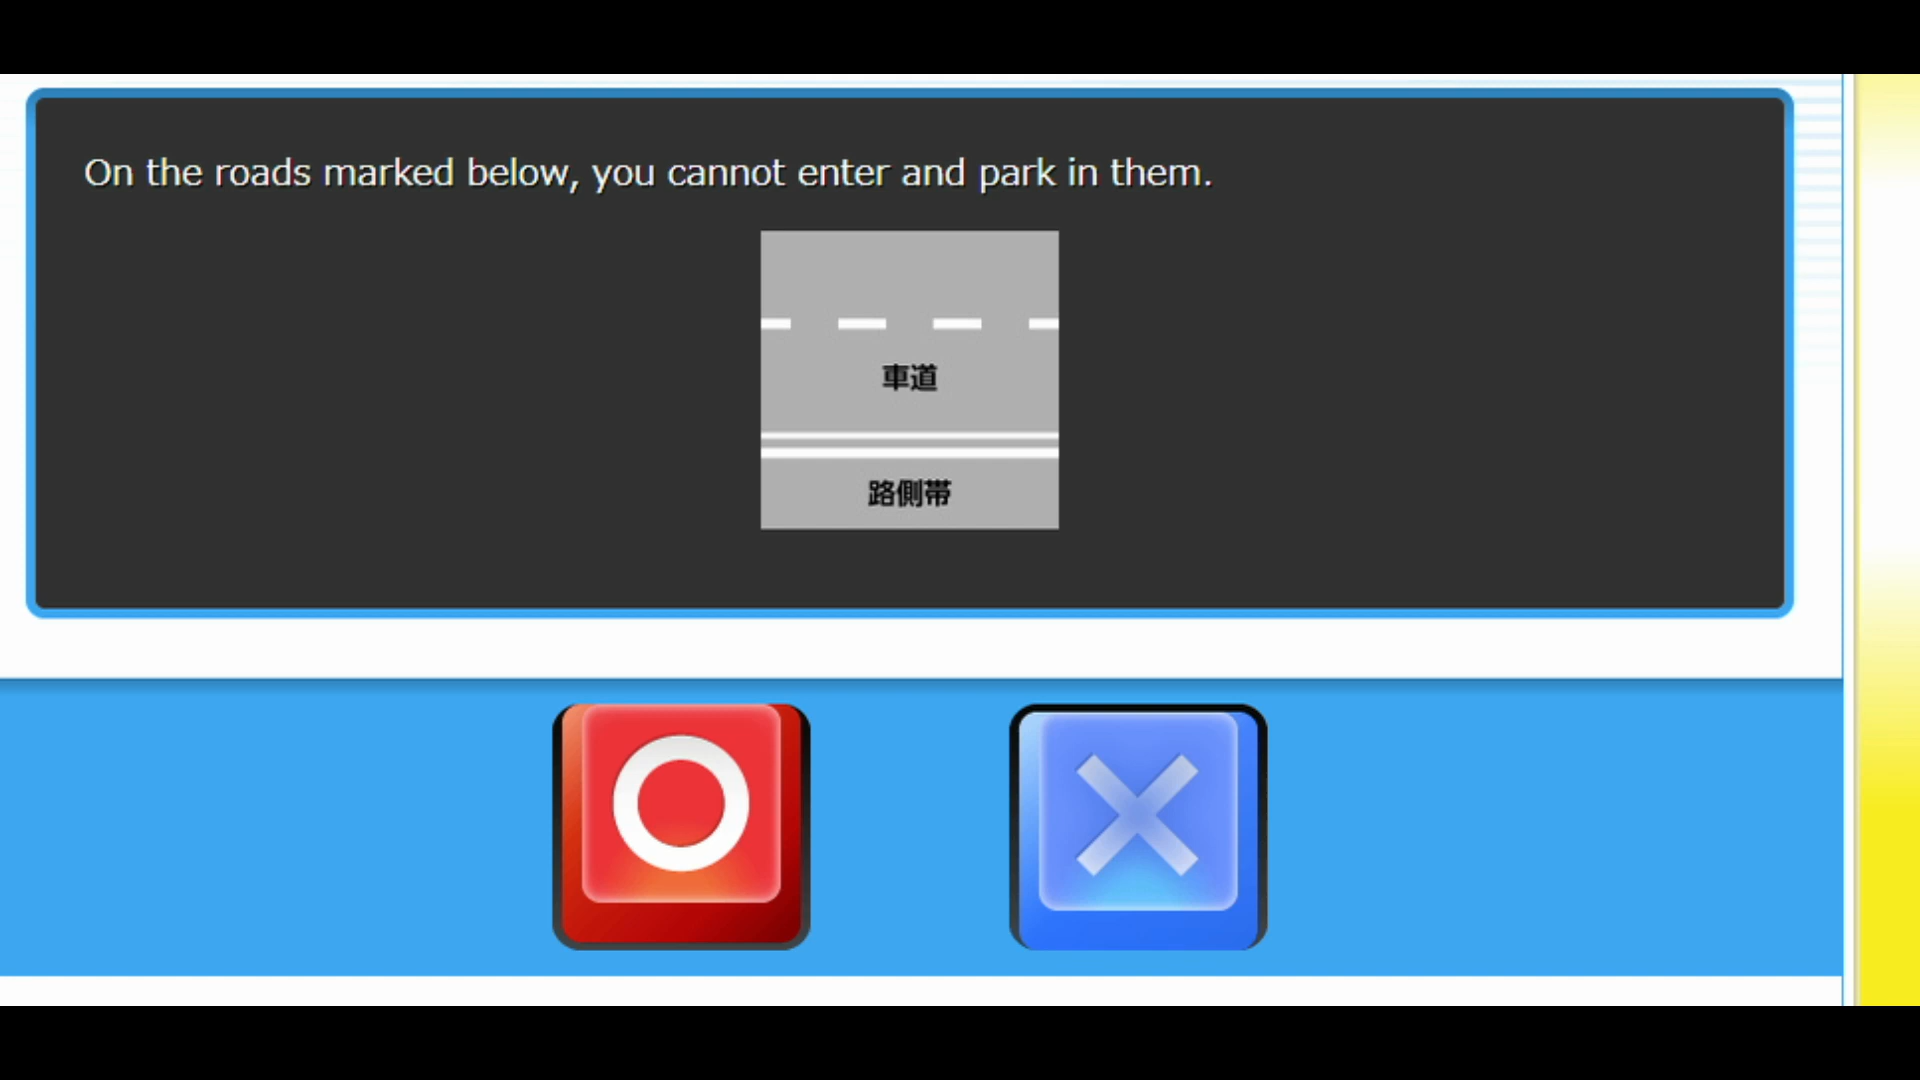 On the roads marked below, you cannot enter and park in them.
車道
路側帯